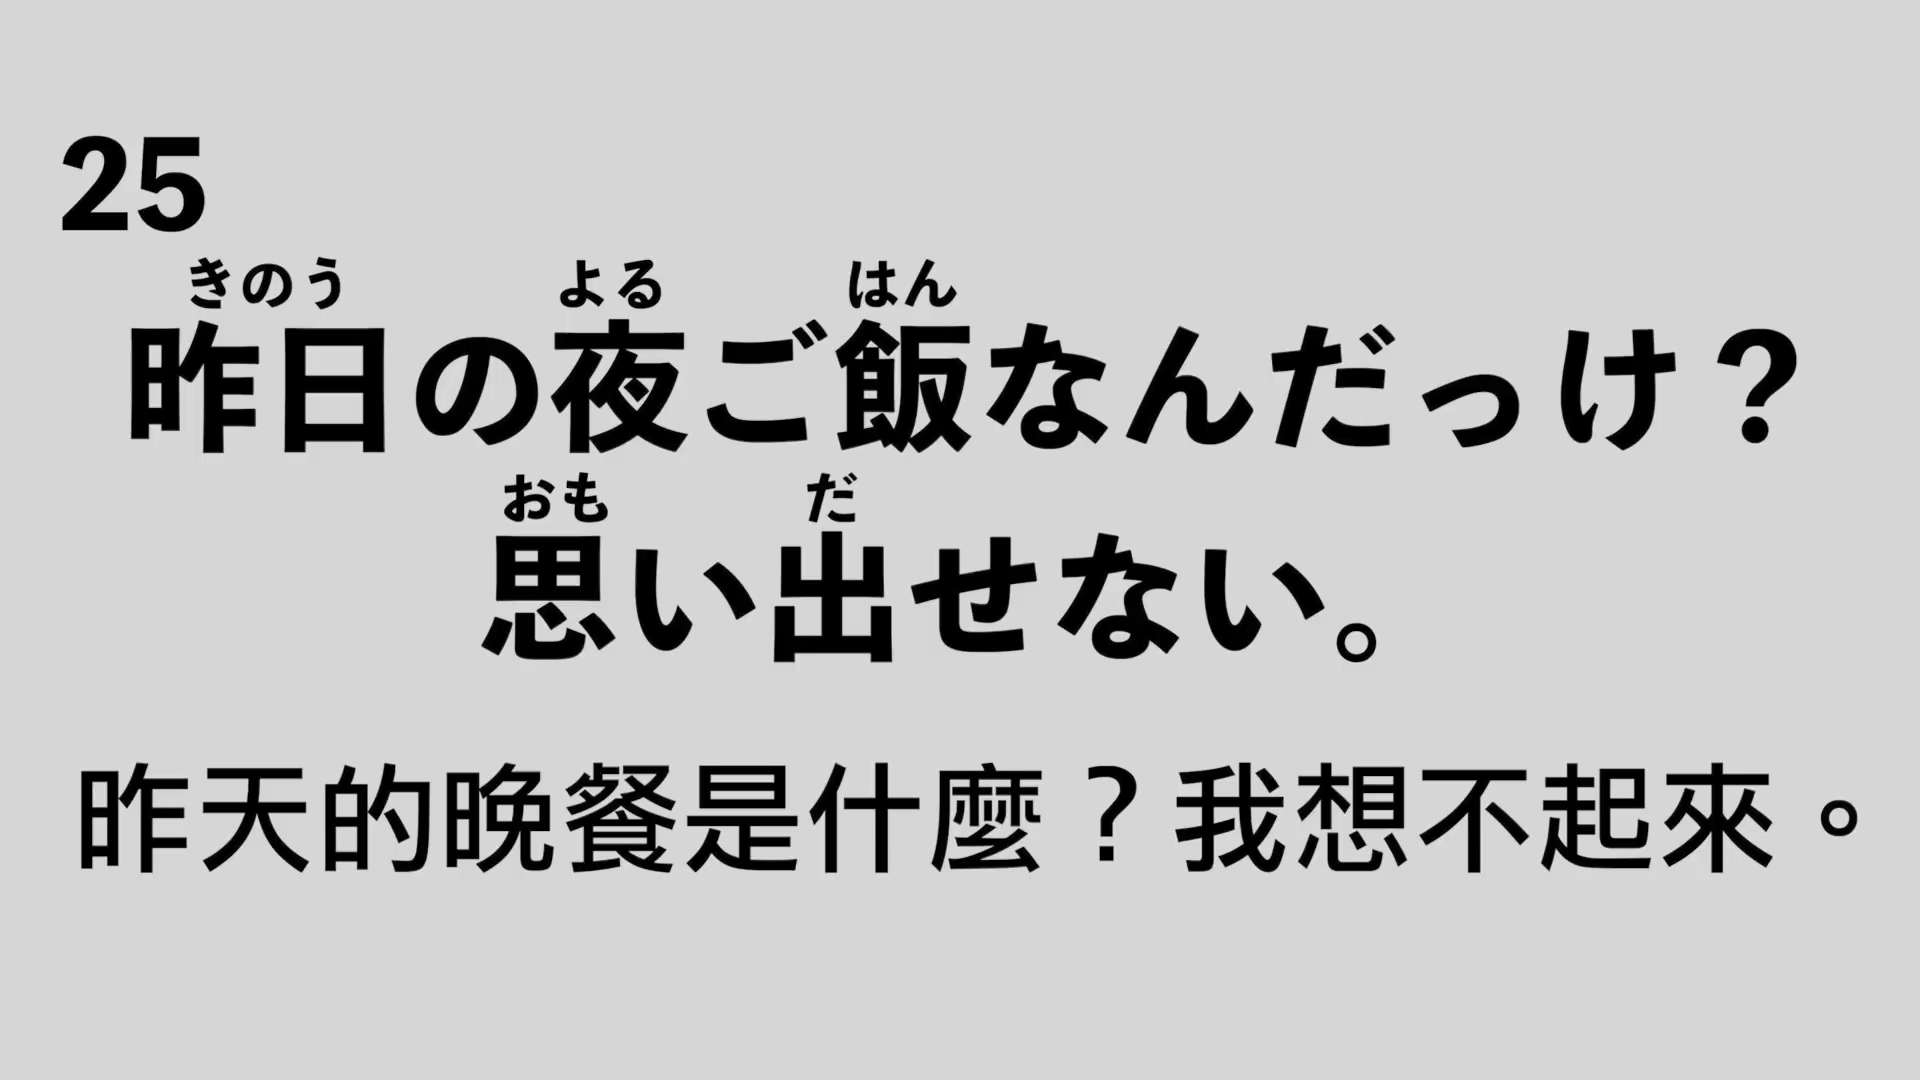 25
きのう よる はん
昨日の夜ご飯なんだっけ？
おも だ
思い出せない。
昨天的晚餐是什麼？我想不起來。